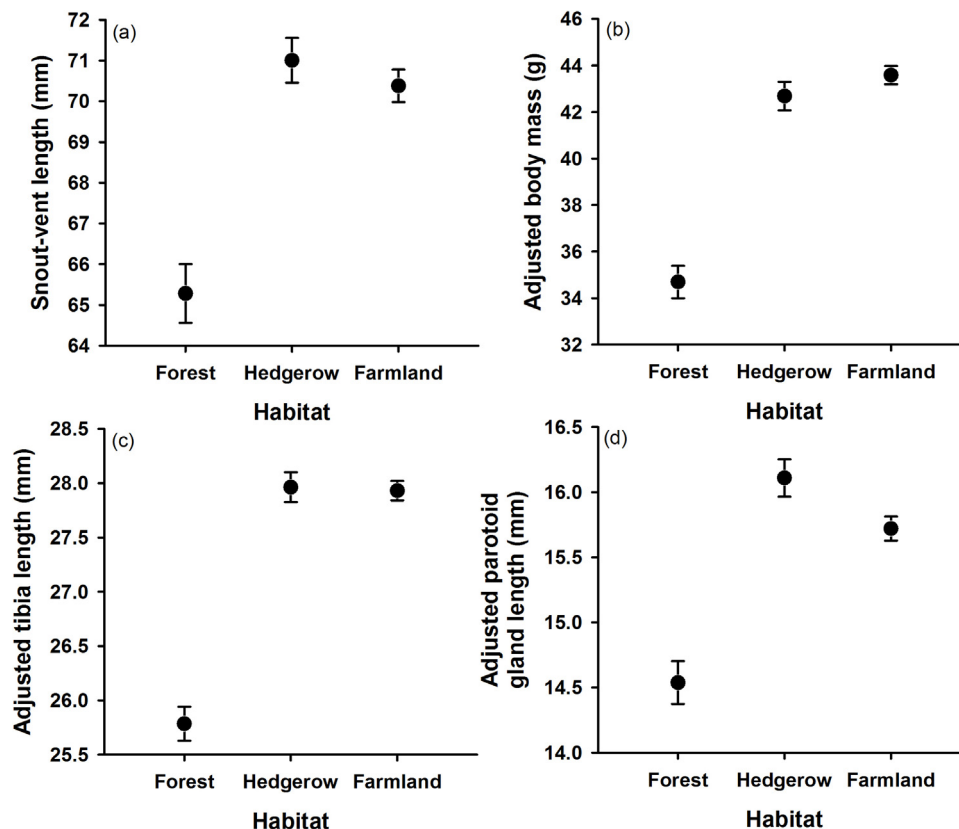 (a)
Snout-vent length (mm)
72
71
70
69
68
67
66
65
64
Forest Hedgerow Farmland
Habitat
(b)
Adjusted body mass (g)
46
44
42
40
38
36
34
32
Forest Hedgerow Farmland
Habitat
(c)
Adjusted tibia length (mm)
28.5
28.0
27.5
27.0
26.5
26.0
25.5
Forest Hedgerow Farmland
Habitat
(d)
Adjusted parotoid
gland length (mm)
16.5
16.0
15.5
15.0
14.5
14.0
Forest Hedgerow Farmland
Habitat